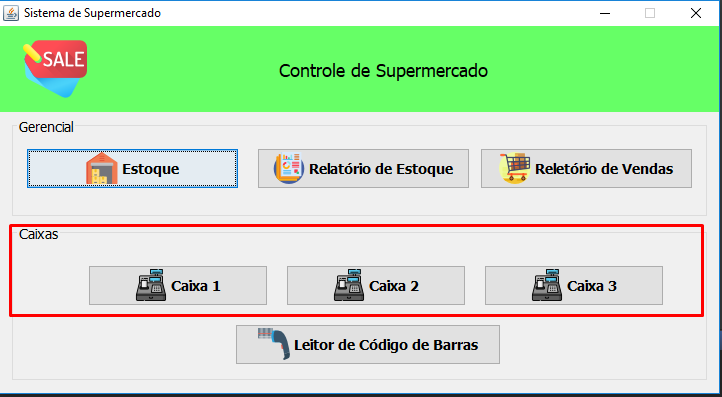 Sistema de Supermercado
SALE
Controle de Supermercado
Gerencial
Estoque
Relatório de Estoque
Reletório de Vendas
Caixas
Caixa 1
Caixa 2
Caixa 3
Leitor de Código de Barras